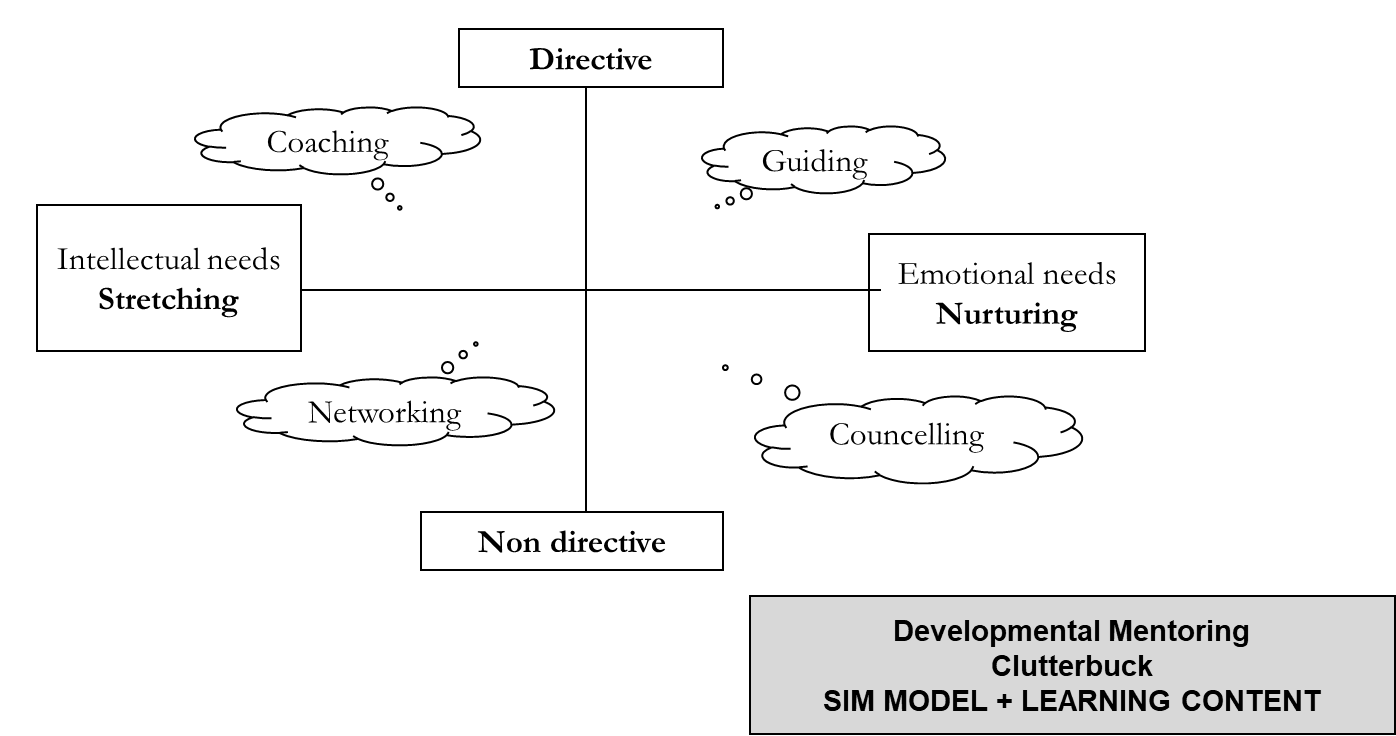 Directive
Coaching
Guiding
Intellectual needs
Stretching
Emotional needs
Nurturing
Networking
Councelling
Non directive
Developmental Mentoring
Clutterbuck
SIM MODEL + LEARNING CONTENT